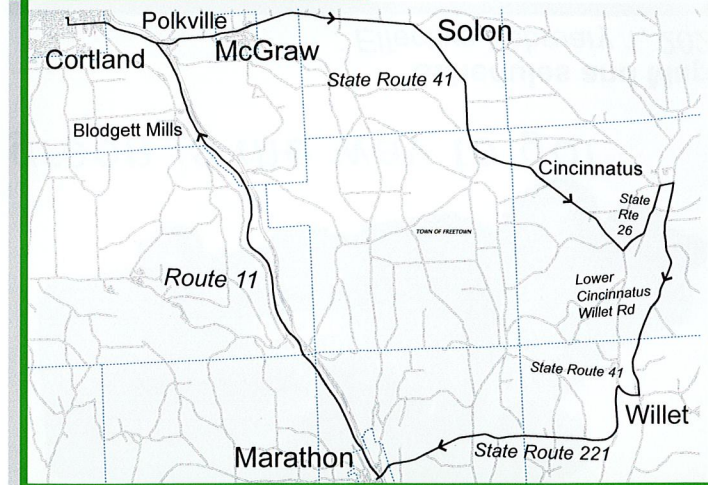 Polkville
Cortland
McGraw
Solon
State Route 41
Blodgett Mills
Cincinnatus
State
Rte
26
TOWN OF FREETOWN
Route 11
Lower
Cincinnatus
Willet Rd
State Route 41
Willet
Marathon
State Route 221